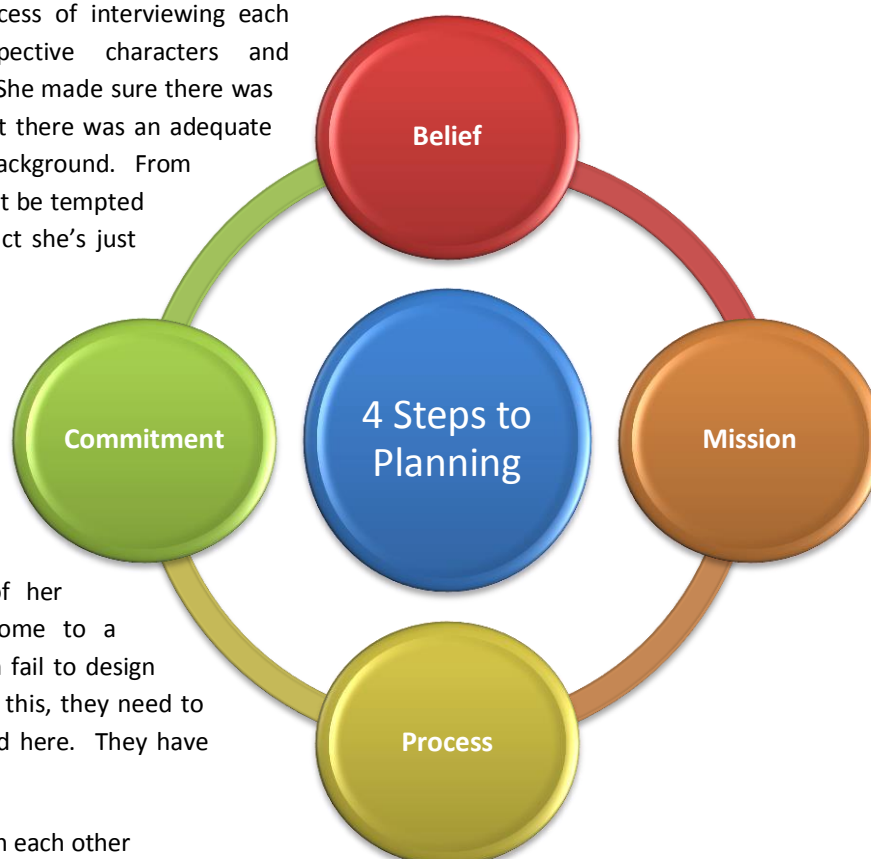 cess of interviewing each
pective characters and
She made sure there was
t there was an adequate
ackground. From
t be tempted
ct she’s just
Belief
Commitment
4 Steps to
Planning
Mission
of her
ome to a
n fail to design
this, they need to
d here. They have
Process
n each other